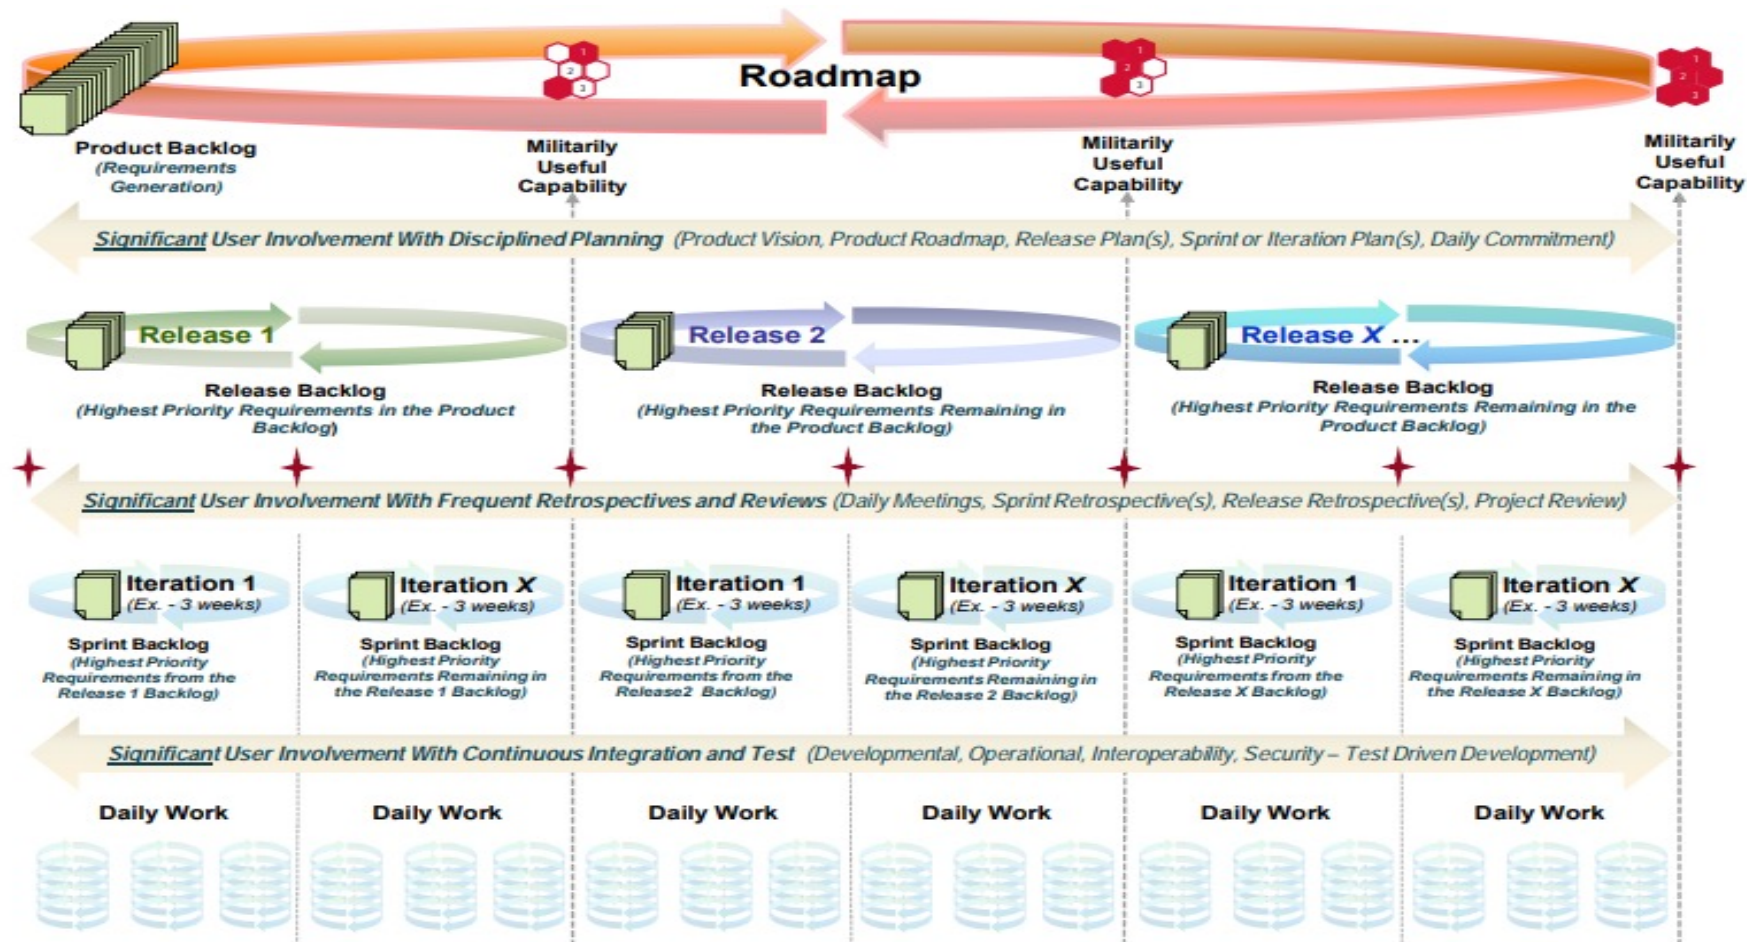 Roadmap
1
2
3
1
2
3
1
2
3
Product Backlog
(Requirements
Generation)
Militarily
Useful
Capability
Militarily
Useful
Capability
Militarily
Useful
Capability
Significant User Involvement With Disciplined Planning (Product Vision, Product Roadmap, Release Plan(s), Sprint or Iteration Plan(s), Daily Commitment)
Release 1
Release Backlog
(Highest Priority Requirements in the Product
Backlog)
Release 2
Release Backlog
(Highest Priority Requirements Remaining in
the Product Backlog)
Release X ...
Release Backlog
(Highest Priority Requirements Remaining in the
Product Backlog)
Significant User Involvement With Frequent Retrospectives and Reviews (Daily Meetings, Sprint Retrospective(s), Release Retrospective(s), Project Review)
Iteration 1
(Ex. - 3 weeks)
Sprint Backlog
(Highest Priority
Requirements from the
Release 1 Backlog)
Iteration X
(Ex. - 3 weeks)
Sprint Backlog
(Highest Priority
Requirements Remaining in
the Release 1 Backlog)
Iteration 1
(Ex. - 3 weeks)
Sprint Backlog
(Highest Priority
Requirements from the
Release2 Backlog)
Iteration X
(Ex. - 3 weeks)
Sprint Backlog
(Highest Priority
Requirements Remaining in
the Release 2 Backlog)
Iteration 1
(Ex. - 3 weeks)
Sprint Backlog
(Highest Priority
Requirements from the
Release X Backlog)
Iteration X
(Ex. - 3 weeks)
Sprint Backlog
(Highest Priority
Requirements Remaining in
the Release X Backlog)
Significant User Involvement With Continuous Integration and Test (Developmental, Operational, Interoperability, Security – Test Driven Development)
Daily Work
Daily Work
Daily Work
Daily Work
Daily Work
Daily Work